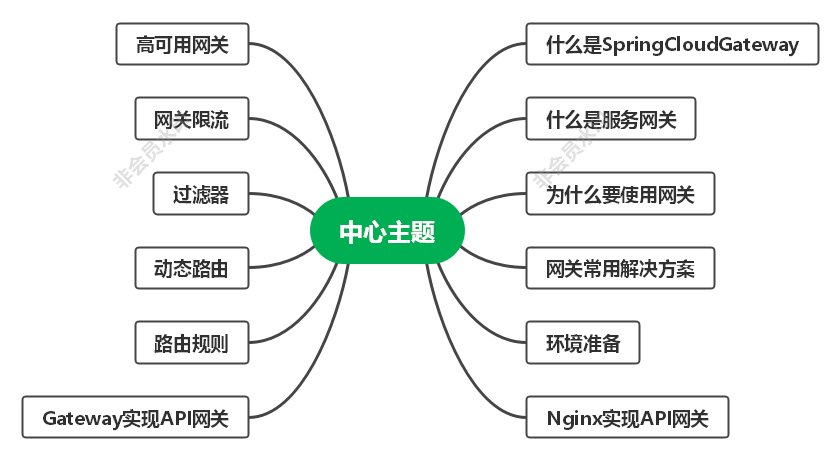 高可用网关
什么是SpringCloudGateway
网关限流
什么是服务网关
过滤器
为什么要使用网关
中心主题
动态路由
网关常用解决方案
路由规则
环境准备
Gateway实现API网关
Nginx实现API网关
非会员水
非会员水